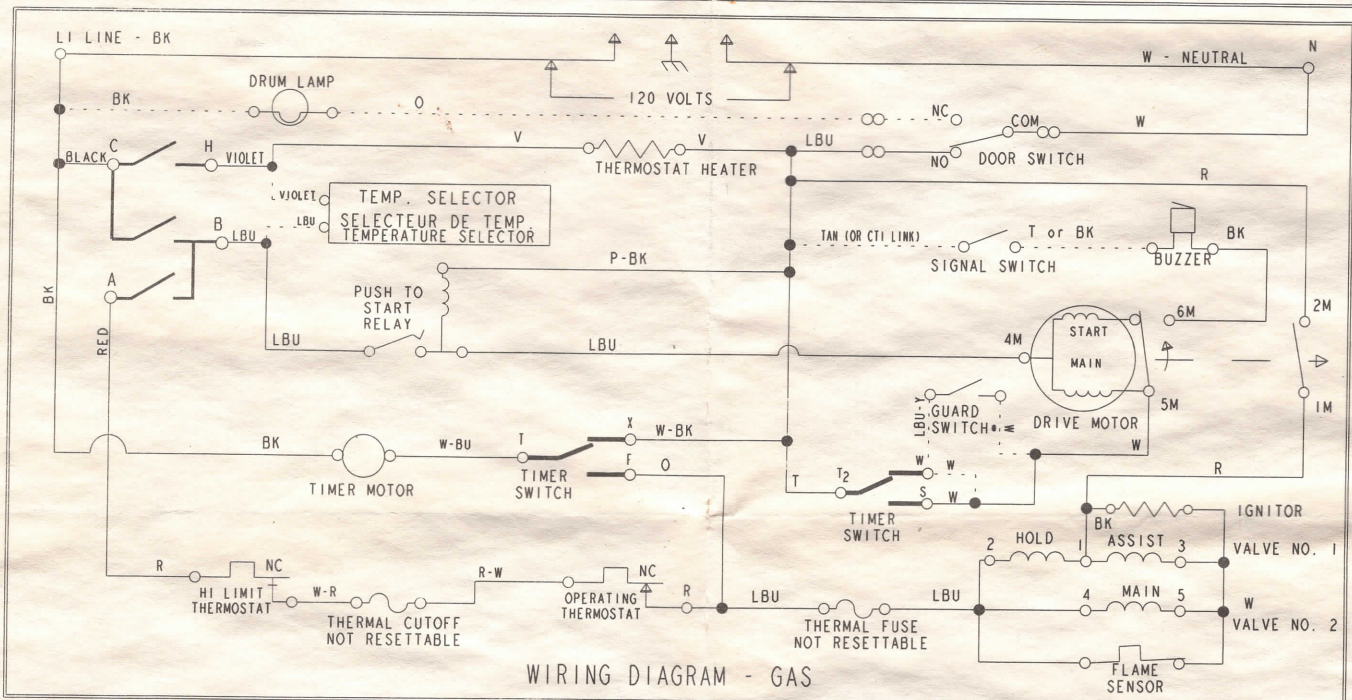 LI LINE - BK
N
W - NEUTRAL
DRUM LAMP
120 VOLTS
BK
O
NC
COM
W
BLACK
C
H
VIOLET
V
THERMOSTAT HEATER
V
LBU
NO
DOOR SWITCH
R
VIOLET
TEMP. SELECTOR
LBU
SELECTEUR DE TEMP
TEMPERATURE SELECTOR
B
LBU
TAN (OR CTI LINK)
SIGNAL SWITCH
T or BK
BUZZER
BK
A
P-BK
BK
RED
PUSH TO
START
RELAY
LBU
LBU
4M
START
MAIN
DRIVE MOTOR
6M
5M
2M
1M
LBU-Y
GUARD
SWITCH
W
W
BK
TIMER MOTOR
W-BU
T
TIMER
SWITCH
X
W-BK
F
O
T
T2
W
W
S
W
TIMER
SWITCH
R
IGNITOR
BK
2
HOLD
1
ASSIST
3
VALVE NO. 1
R
NC
HI LIMIT
THERMOSTAT
W-R
THERMAL CUTOFF
NOT RESETTABLE
R-W
NC
OPERATING
THERMOSTAT
R
LBU
THERMAL FUSE
NOT RESETTABLE
LBU
4
MAIN
5
W
VALVE NO. 2
FLAME
SENSOR
WIRING DIAGRAM - GAS